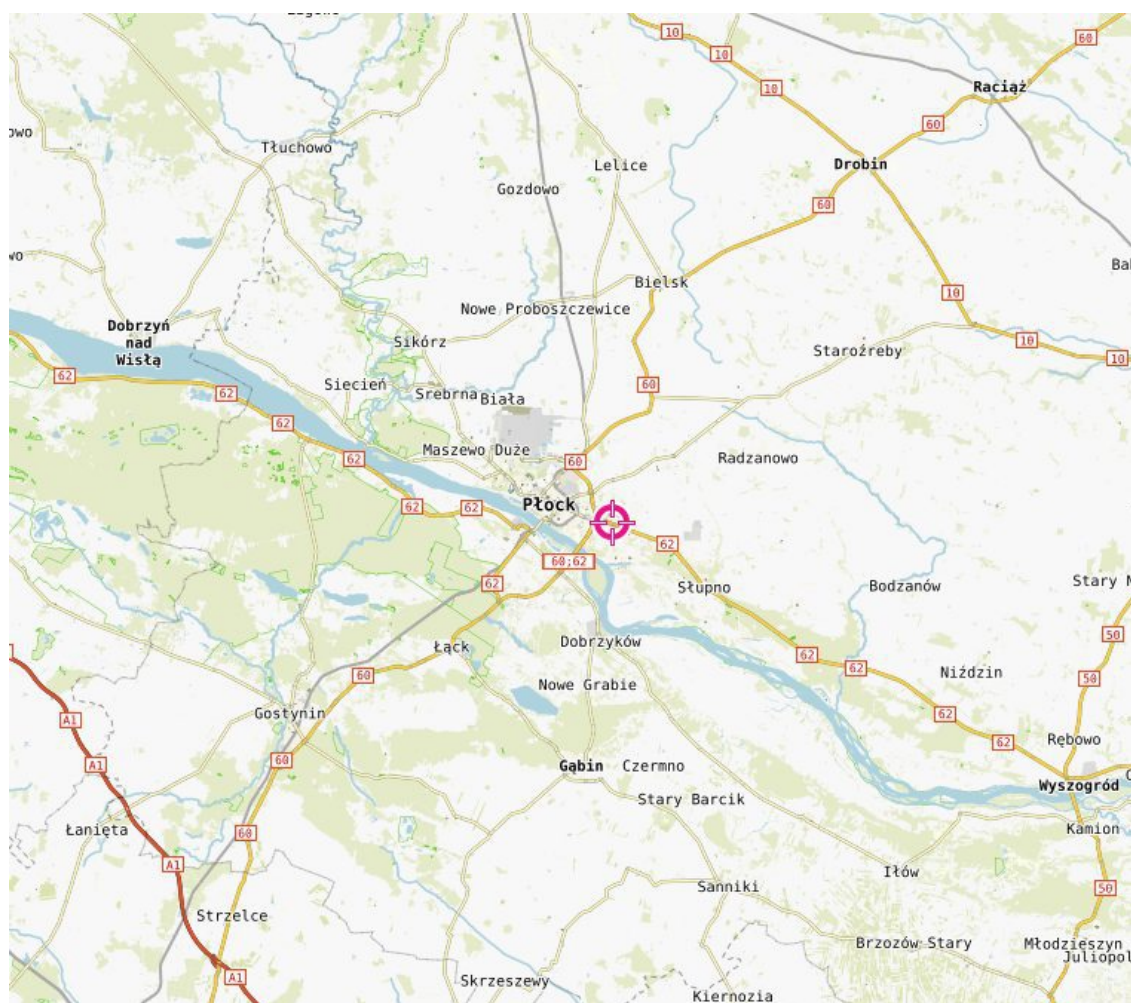 10
60
10
Raciąż
10
60
Tłuchowo
Lelice
Drobin
Gozdowo
60
Bielsk
10
Nowe Proboszczewice
Dobrzyń
nad
Wisłą
Sikórz
10
Staroźreby
10
62
Siecień
60
62
Srebrna
Biała
62
Maszewo Duże
62
60
Radzanowo
Płock
62
62
62
60;62
62
Słupno
Bodzanów
Łąck
Dobrzyków
50
62
62
60
Nowe Grabie
Niździn
50
Gostynin
A1
62
62
Rębowo
60
A1
Gąbin
Czermno
Wyszogród
Stary Barcik
Łanięta
60
Kamion
A1
Iłów
Sanniki
50
Strzelce
Brzozów Stary
Młodzieszyn
A1
Skrzeszewy
Kiernozia